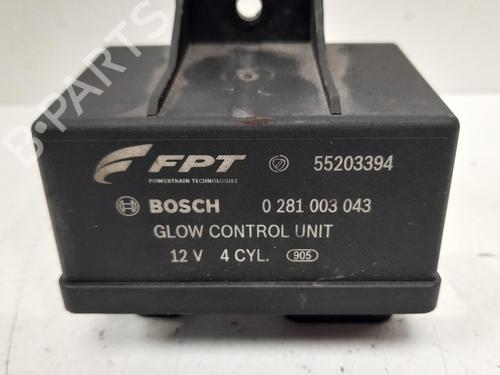 B-PARTS
FPT 55203394
POWERTRAIN TECHNOLOGIES
BOSCH 0 281 003 043
GLOW CONTROL UNIT
12 V 4 CYL. 905